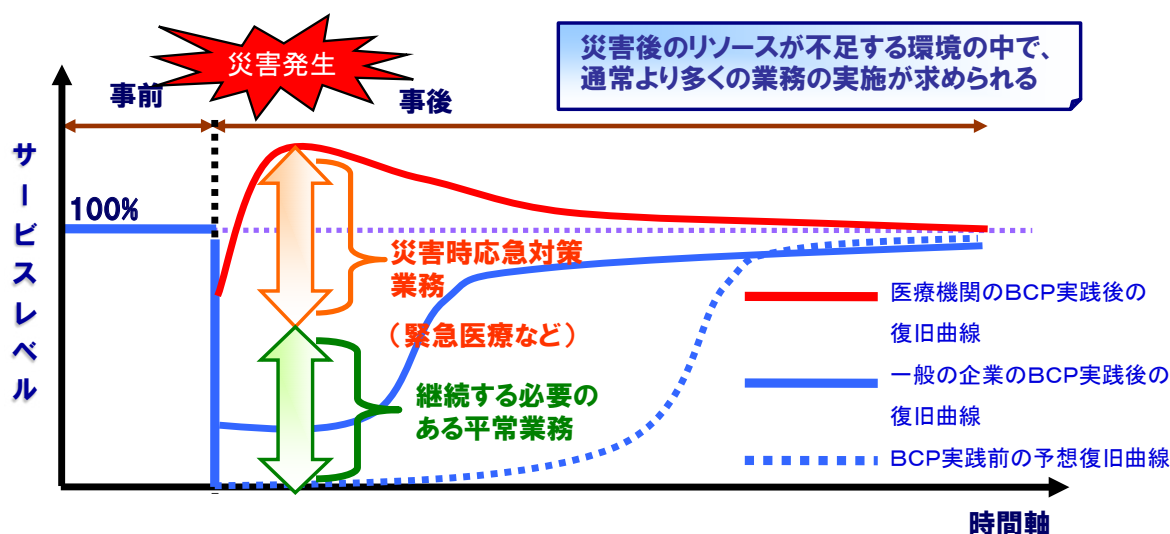 災害発生
災害後のリソースが不足する環境の中で、
通常より多くの業務の実施が求められる
事前
事後
サービスレベル
100%
災害時応急対策
業務
（緊急医療など）
継続する必要の
ある平常業務
医療機関のBCP実践後の
復旧曲線
一般の企業のBCP実践後の
復旧曲線
BCP実践前の予想復旧曲線
時間軸